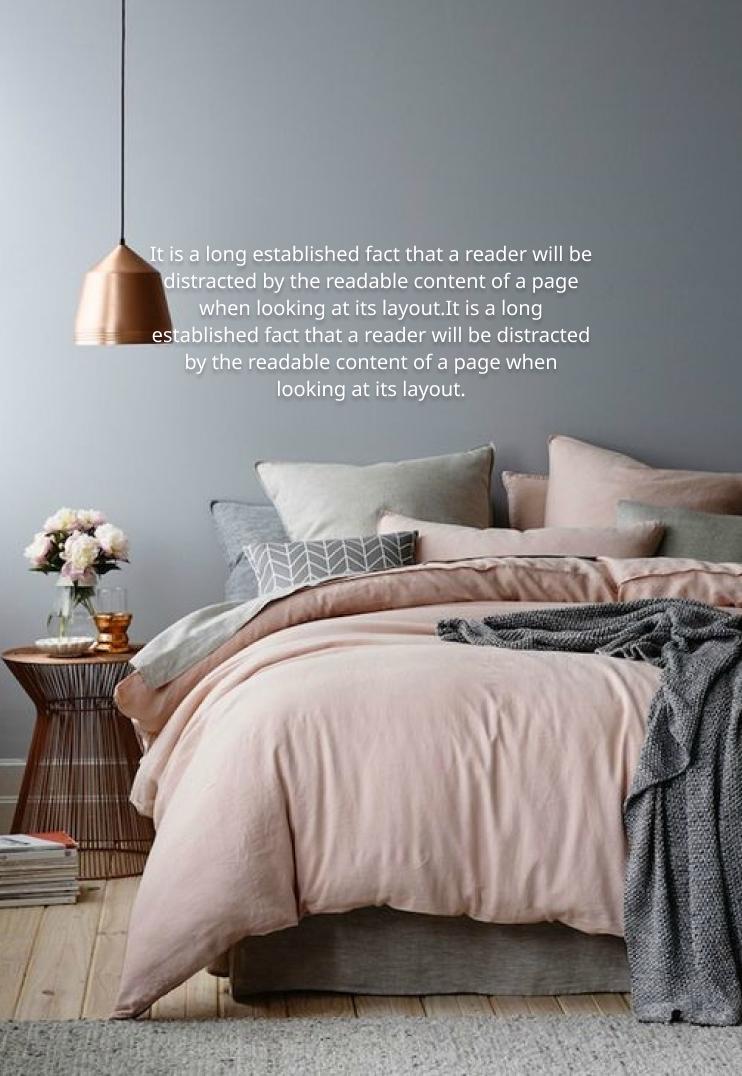 It is a long established fact that a reader will be
distracted by the readable content of a page
when looking at its layout.It is a long
established fact that a reader will be distracted
by the readable content of a page when
looking at its layout.